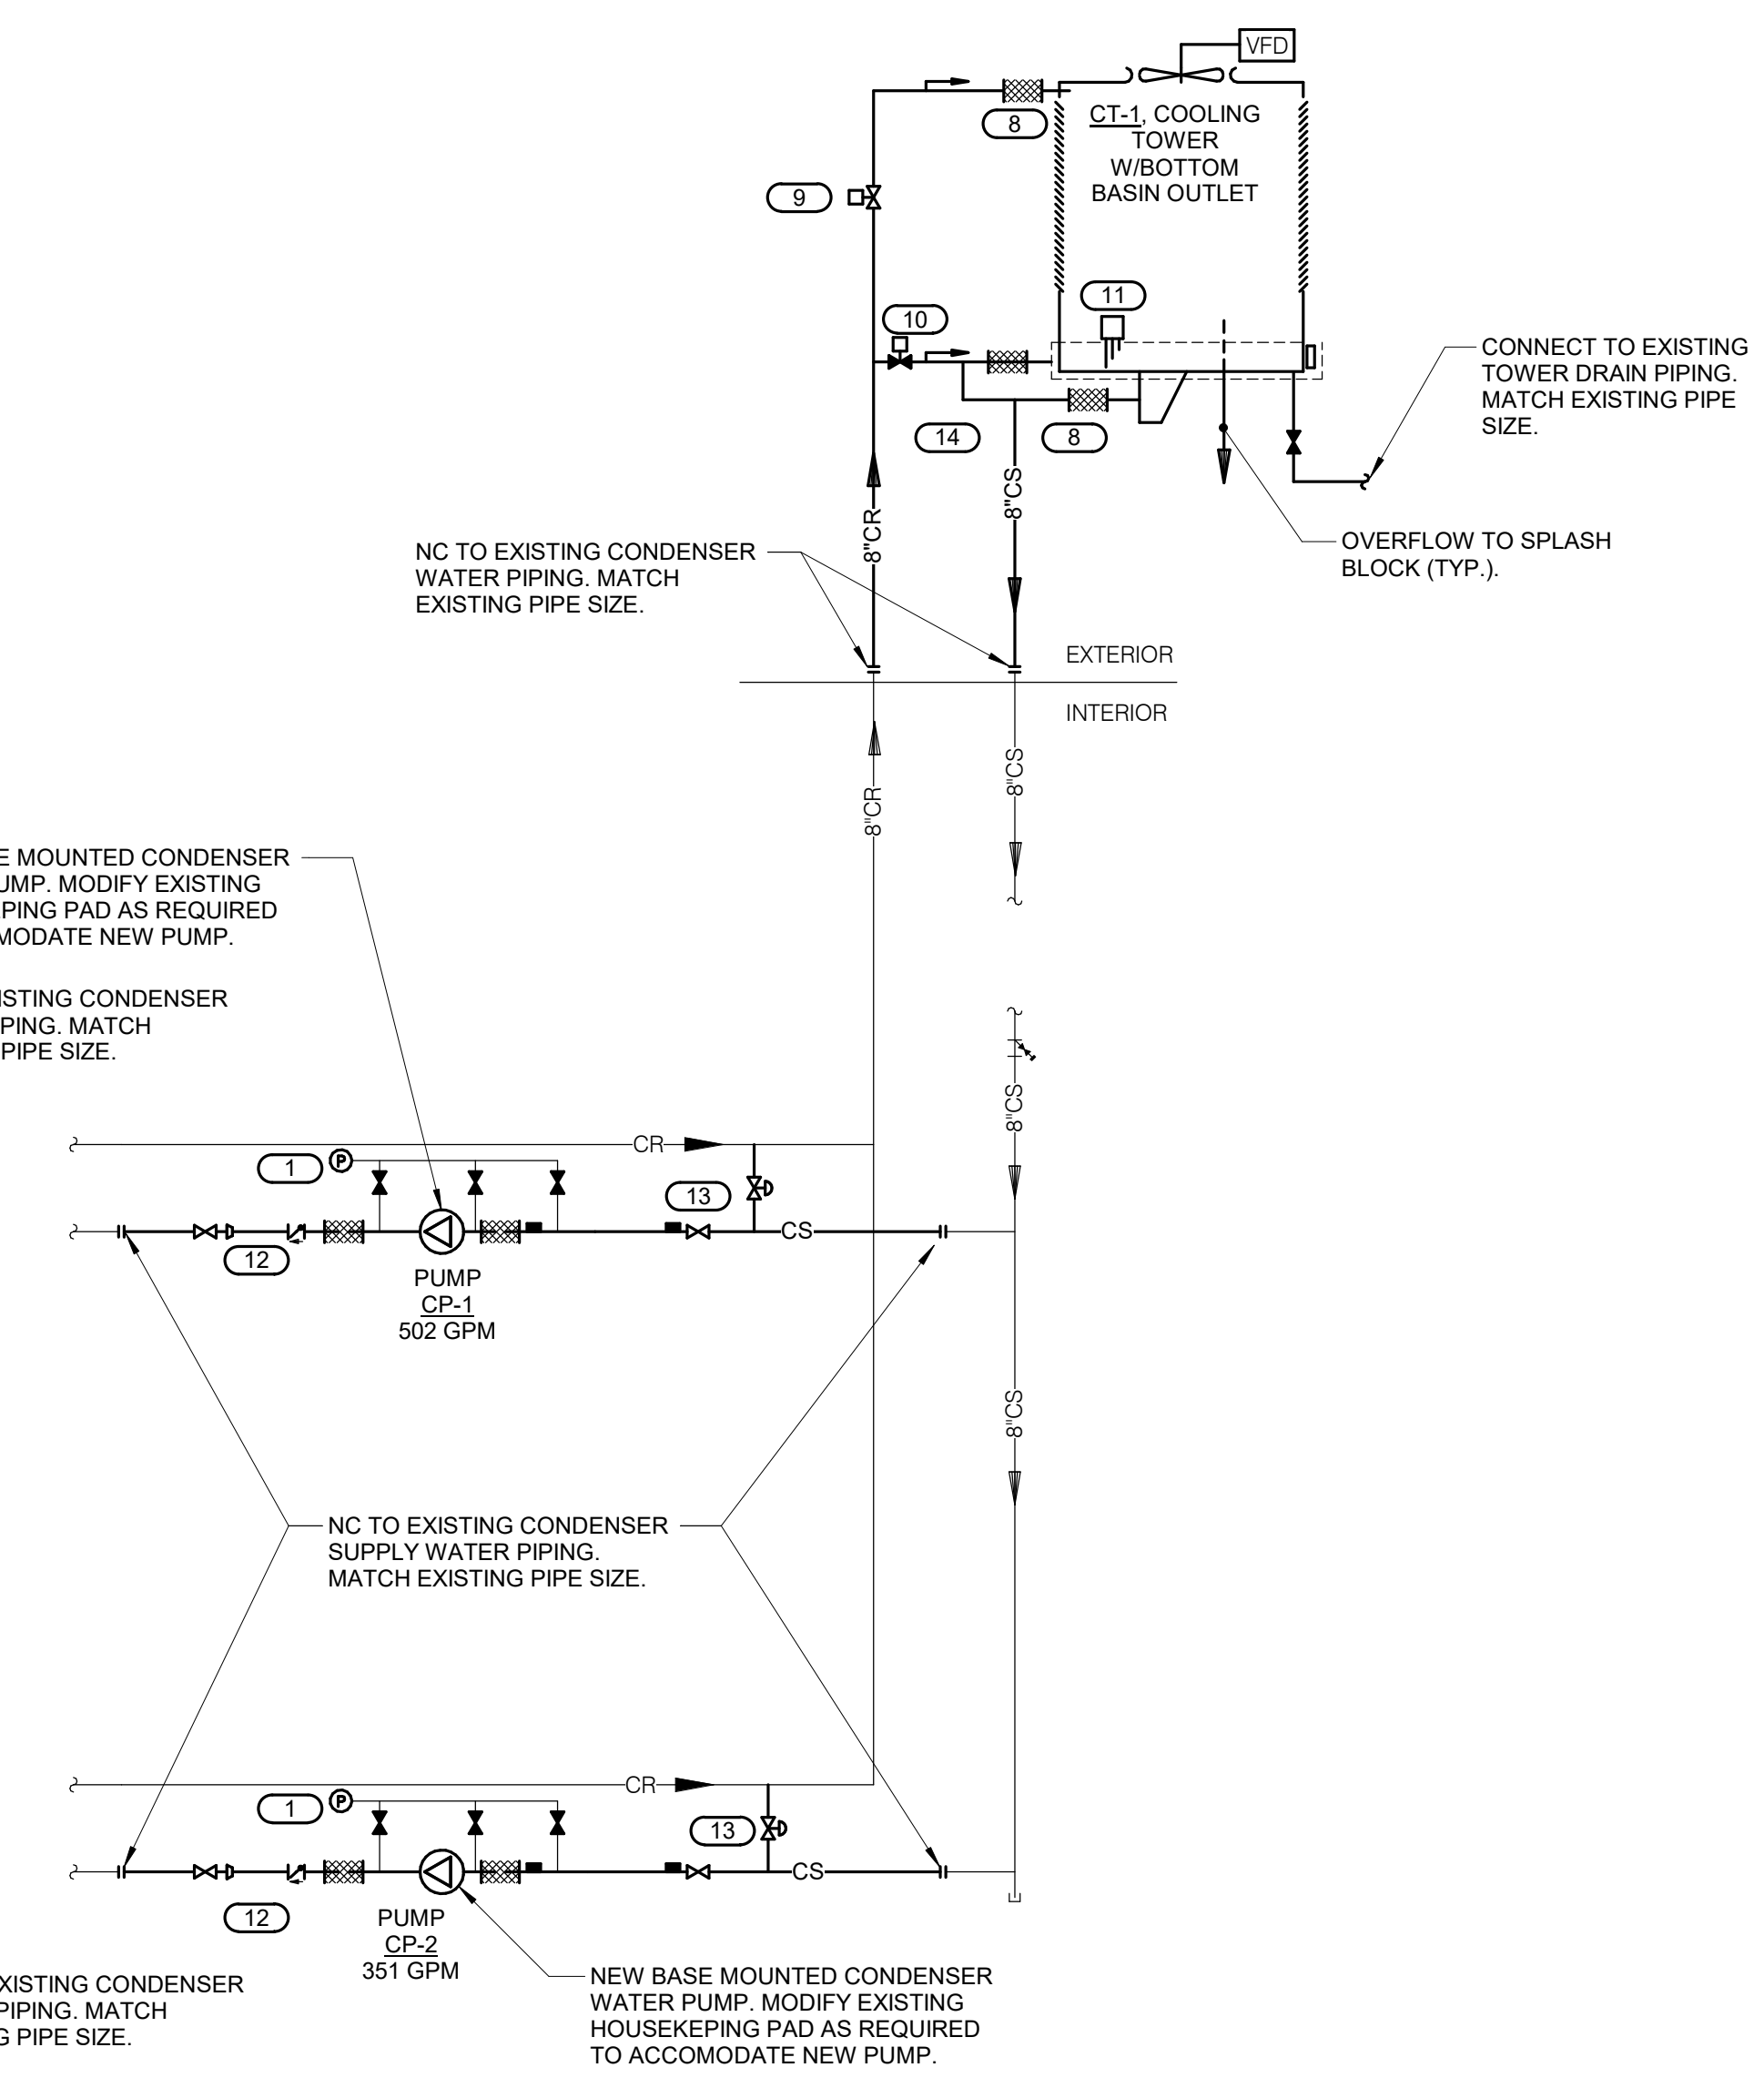 VFD
8
CT-1, COOLING
TOWER
W/BOTTOM
BASIN OUTLET
9
11
10
CONNECT TO EXISTING
TOWER DRAIN PIPING.
MATCH EXISTING PIPE
SIZE.
14
8
8"CR
8"CS
NC TO EXISTING CONDENSER
WATER PIPING. MATCH
EXISTING PIPE SIZE.
OVERFLOW TO SPLASH
BLOCK (TYP.).
EXTERIOR
INTERIOR
8"CR
8"CS
E MOUNTED CONDENSER
UMP. MODIFY EXISTING
EPING PAD AS REQUIRED
MODATE NEW PUMP.
ISTING CONDENSER
PING. MATCH
PIPE SIZE.
8"CS
CR
1
P
13
CS
12
PUMP
CP-1
502 GPM
8"CS
NC TO EXISTING CONDENSER
SUPPLY WATER PIPING.
MATCH EXISTING PIPE SIZE.
CR
1
P
13
CS
12
PUMP
CP-2
351 GPM
NEW BASE MOUNTED CONDENSER
WATER PUMP. MODIFY EXISTING
HOUSEKEPING PAD AS REQUIRED
TO ACCOMODATE NEW PUMP.
XISTING CONDENSER
PIPING. MATCH
G PIPE SIZE.